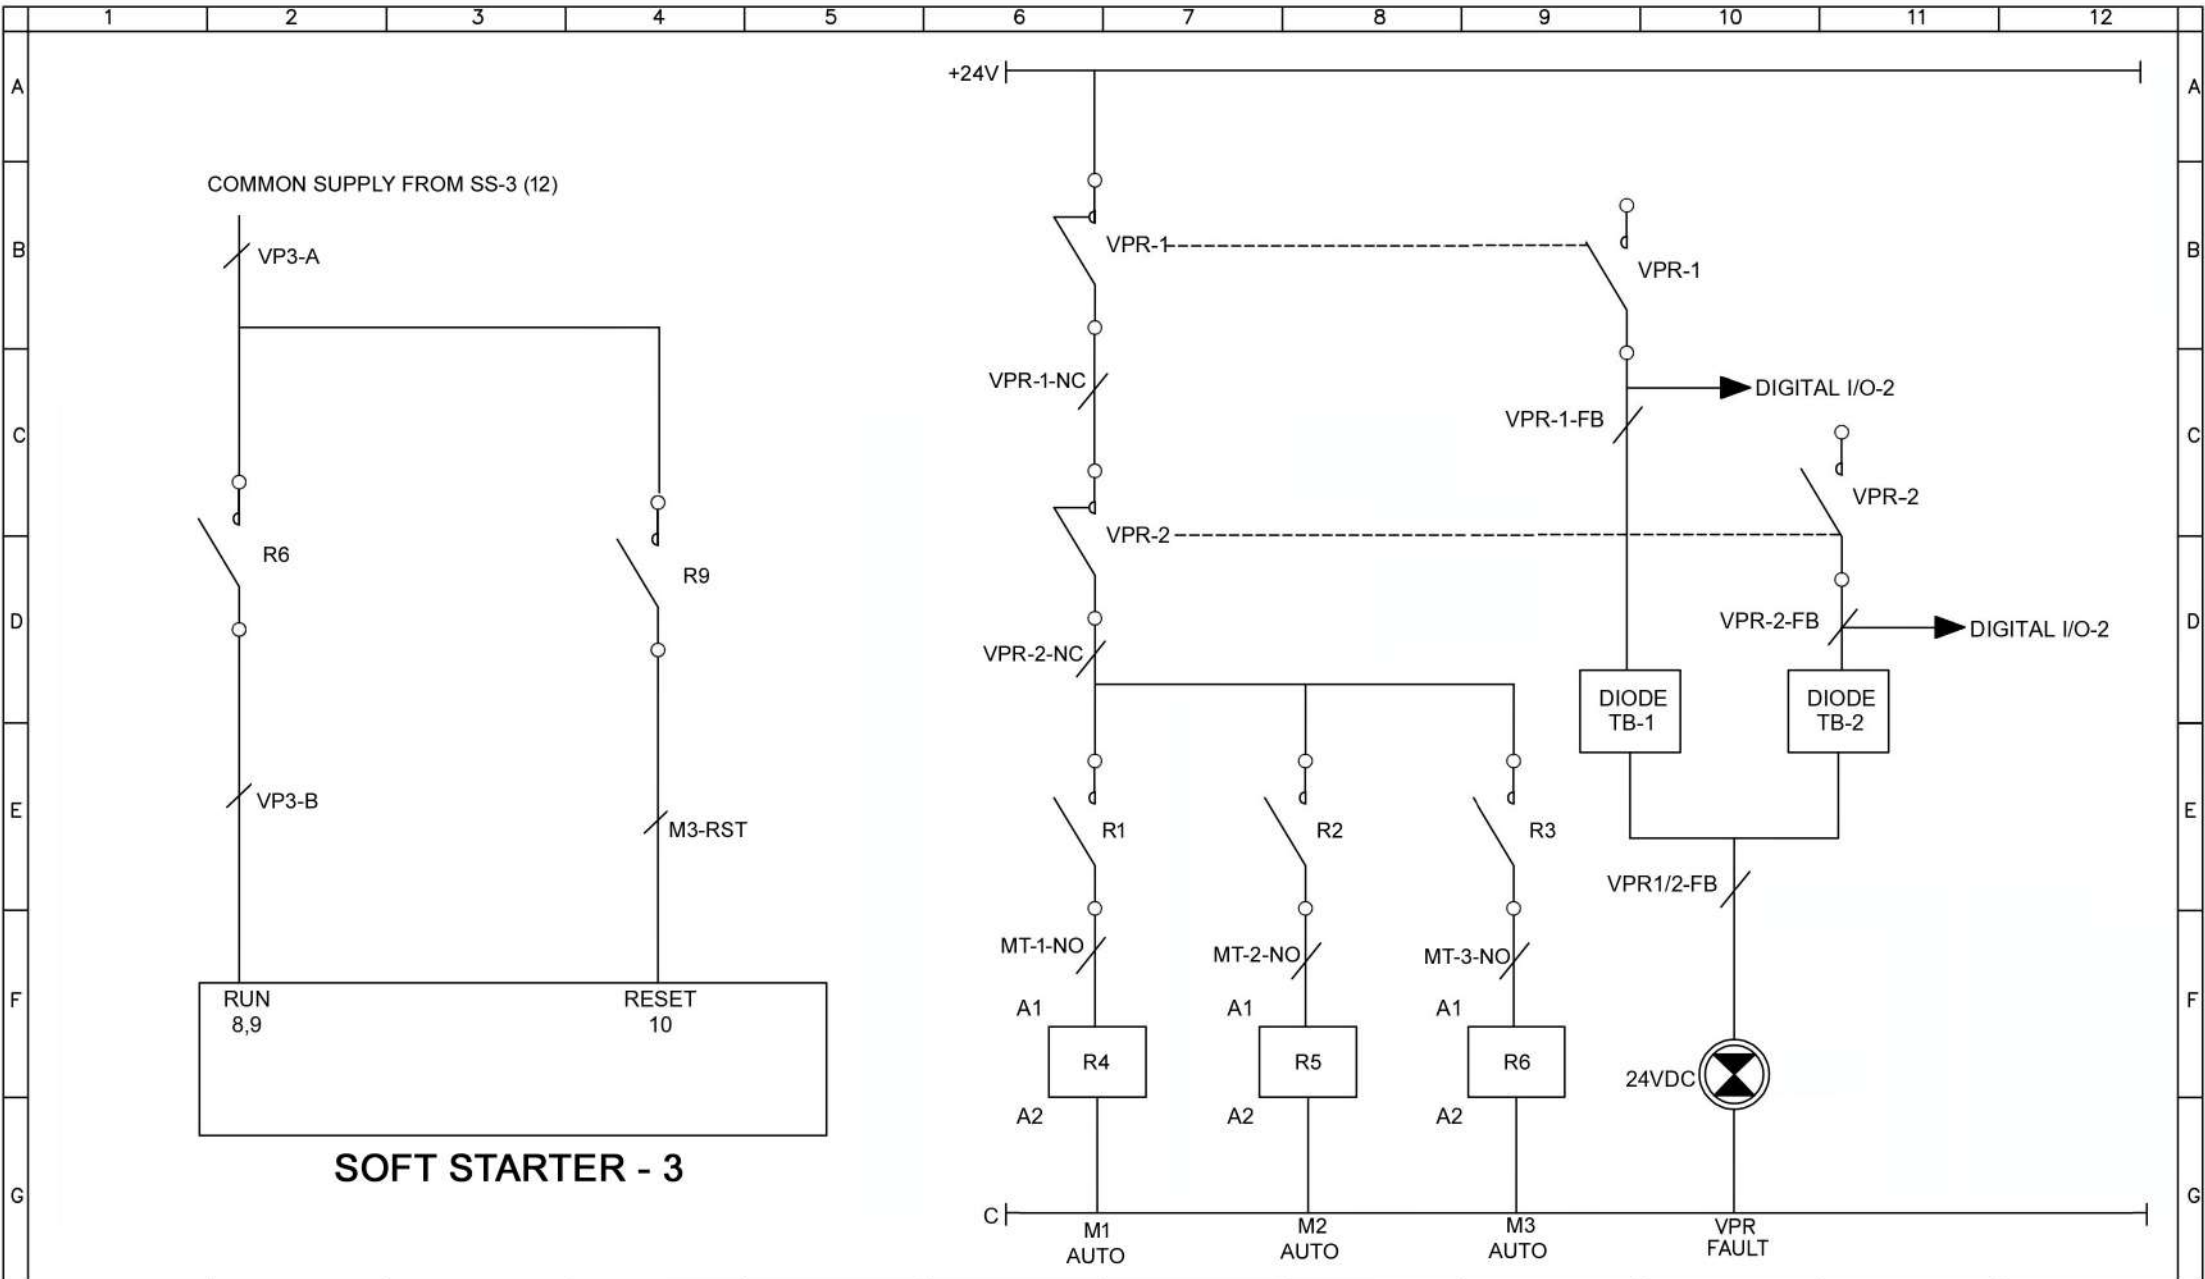 1 2 3 4 5 6 7 8 9 10 11 12
A +24V A
COMMON SUPPLY FROM SS-3 (12)
B VP3-A VPR-1 VPR-1 B
VPR-1-NC DIGITAL I/O-2
VPR-1-FB
C C
VPR-2 VPR-2
R6 R9
D VPR-2-NC VPR-2-FB DIGITAL I/O-2 D
DIODE
TB-1
DIODE
TB-2
E VP3-B M3-RST R1 R2 R3 E
VPR1/2-FB
MT-1-NO MT-2-NO MT-3-NO
F RUN
8,9
RESET
10
A1 A1 A1 F
R4 R5 R6 24VDC
A2 A2 A2
SOFT STARTER - 3
G G
C M1
AUTO
M2
AUTO
M3
AUTO
VPR
FAULT